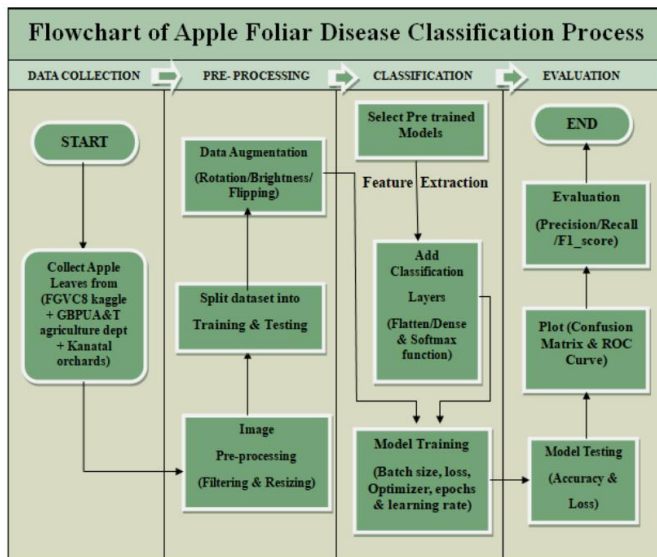 Flowchart of Apple Foliar Disease Classification Process
DATA COLLECTION
PRE- PROCESSING
CLASSIFICATION
EVALUATION
START
Collect Apple
Leaves from
(FGVC8 kaggle
+ GBPUA&T
agriculture dept
+ Kanatal
orchards)
Data Augmentation
(Rotation/Brightness/
Flipping)
Split dataset into
Training & Testing
Image
Pre-processing
(Filtering & Resizing)
Select Pre trained
Models
Feature Extraction
Add
Classification
Layers
(Flatten/Dense
& Softmax
function)
Model Training
(Batch size, loss,
Optimizer, epochs
& learning rate)
END
Evaluation
(Precision/Recall
/F1_score)
Plot (Confusion
Matrix & ROC
Curve)
Model Testing
(Accuracy &
Loss)